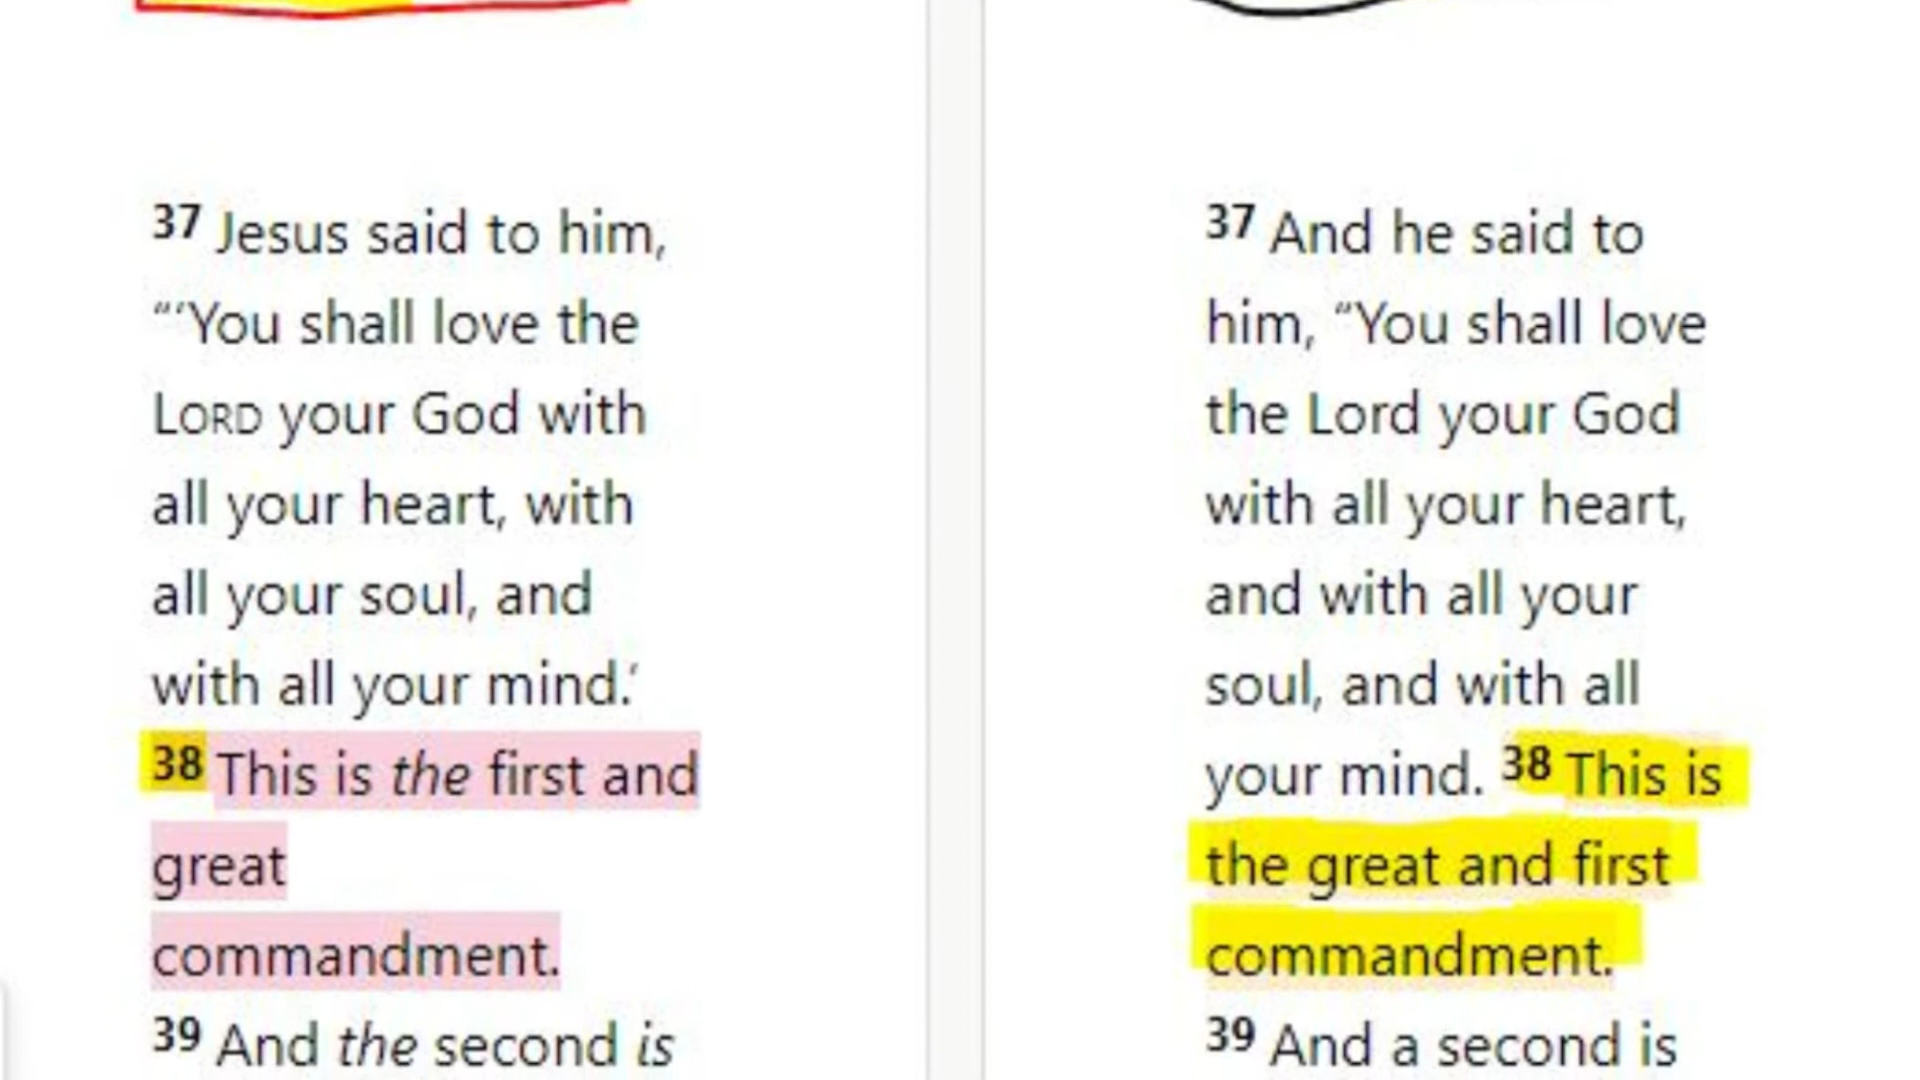 37 Jesus said to him,
“‘You shall love the
LORD your God with
all your heart, with
all your soul, and
with all your mind.’
38 This is the first and
great
commandment.
39 And the second is
37 And he said to
him, “You shall love
the Lord your God
with all your heart,
and with all your
soul, and with all
your mind. 38 This is
the great and first
commandment.
39 And a second is